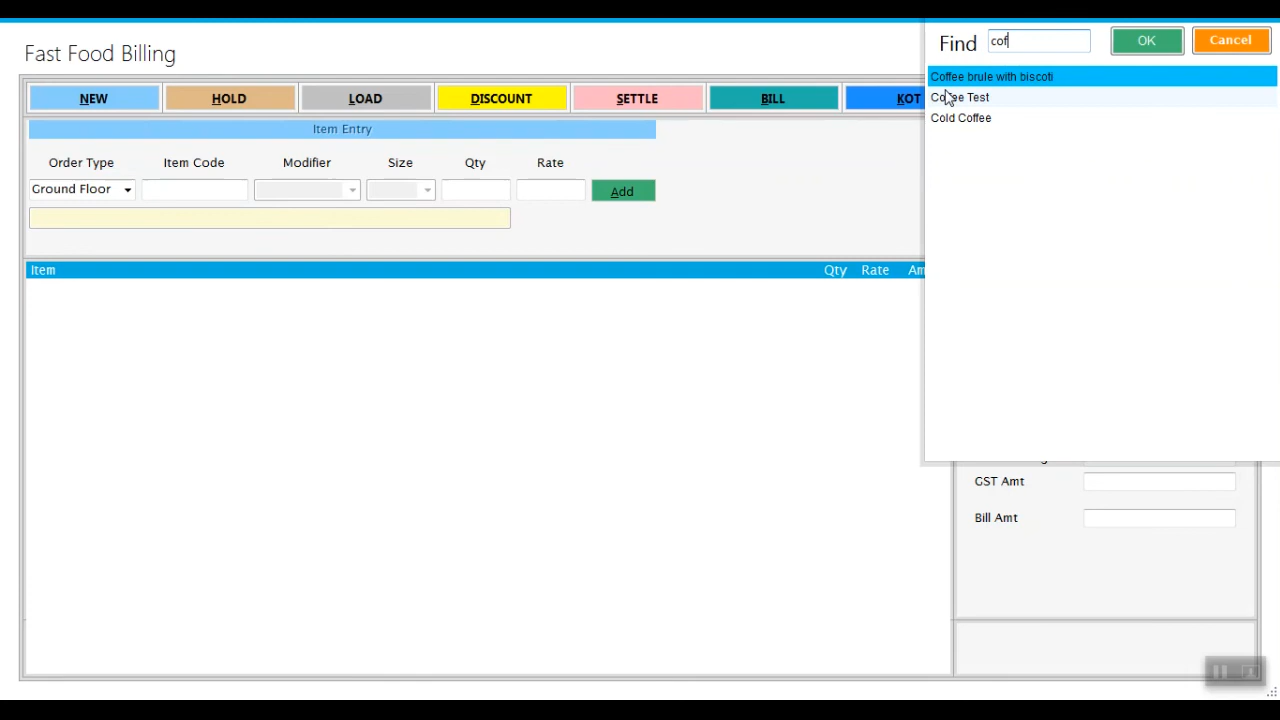 Find cof OK Cancel
Fast Food Billing
Coffee brule with biscoti
NEW HOLD LOAD DISCOUNT SETTLE BILL KOT
Coffee Test
Cold Coffee
Item Entry
Order Type Item Code Modifier Size Qty Rate
Ground Floor Add
Item Qty Rate
GST Amt
Bill Amt